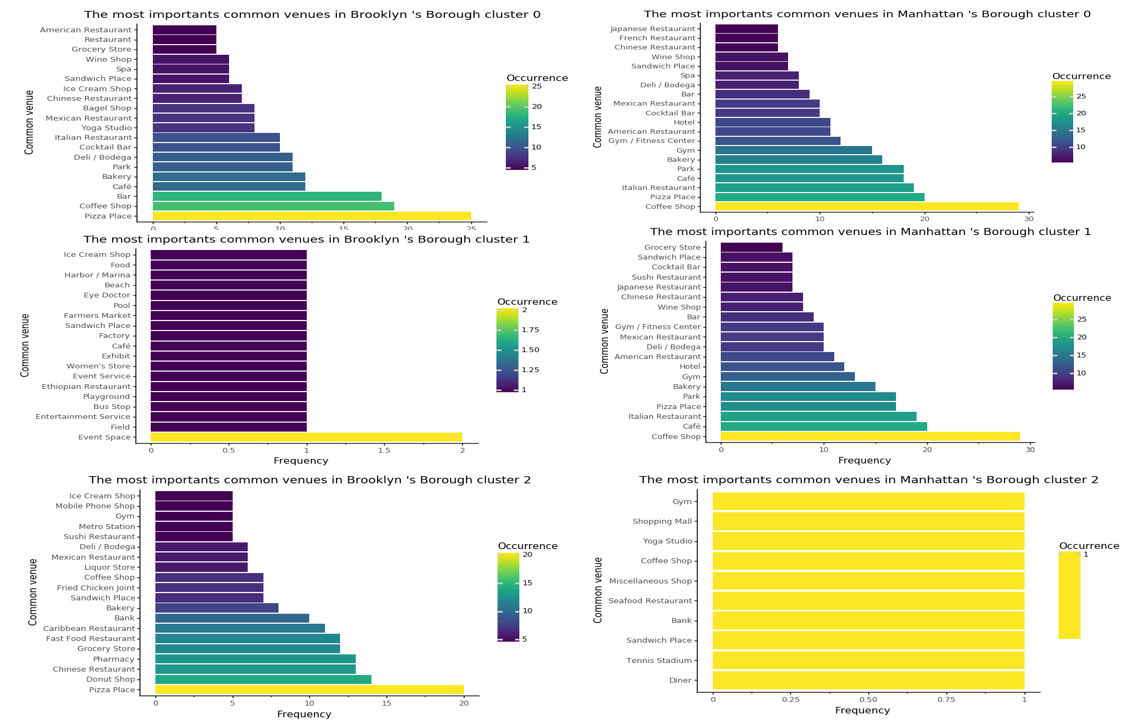 The most importants common venues in Brooklyn 's Borough cluster 0
American Restaurant
Restaurant
Grocery Store
Wine Shop
Spa
Sandwich Place
Ice Cream Shop
Chinese Restaurant
Bagel Shop
Mexican Restaurant
Yoga Studio
Italian Restaurant
Cocktail Bar
Deli / Bodega
Park
Bakery
Café
Bar
Coffee Shop
Pizza Place
Common venue
0 5 10 15 20 25
Occurrence
25
20
15
10
5
The most importants common venues in Manhattan 's Borough cluster 0
Japanese Restaurant
French Restaurant
Chinese Restaurant
Wine Shop
Sandwich Place
Spa
Deli / Bodega
Bar
Mexican Restaurant
Cocktail Bar
Hotel
American Restaurant
Gym / Fitness Center
Gym
Bakery
Park
Café
Italian Restaurant
Pizza Place
Coffee Shop
Common venue
0 10 20 30
Occurrence
25
20
15
10
The most importants common venues in Brooklyn 's Borough cluster 1
Ice Cream Shop
Food
Harbor / Marina
Beach
Eye Doctor
Pool
Farmers Market
Sandwich Place
Factory
Café
Exhibit
Women's Store
Event Service
Ethiopian Restaurant
Playground
Bus Stop
Entertainment Service
Field
Event Space
Common venue
0 0.5 1 1.5 2
Frequency
Occurrence
2
1.75
1.50
1.25
1
The most importants common venues in Manhattan 's Borough cluster 1
Grocery Store
Sandwich Place
Cocktail Bar
Sushi Restaurant
Japanese Restaurant
Chinese Restaurant
Wine Shop
Bar
Gym / Fitness Center
Mexican Restaurant
Deli / Bodega
American Restaurant
Hotel
Gym
Bakery
Park
Pizza Place
Italian Restaurant
Café
Coffee Shop
Common venue
0 10 20 30
Frequency
Occurrence
25
20
15
10
The most importants common venues in Brooklyn 's Borough cluster 2
Ice Cream Shop
Mobile Phone Shop
Gym
Metro Station
Sushi Restaurant
Deli / Bodega
Mexican Restaurant
Liquor Store
Coffee Shop
Fried Chicken Joint
Sandwich Place
Bakery
Bank
Caribbean Restaurant
Fast Food Restaurant
Grocery Store
Pharmacy
Chinese Restaurant
Donut Shop
Pizza Place
Common venue
0 5 10 15 20
Frequency
Occurrence
20
15
10
5
The most importants common venues in Manhattan 's Borough cluster 2
Gym
Shopping Mall
Yoga Studio
Coffee Shop
Miscellaneous Shop
Seafood Restaurant
Bank
Sandwich Place
Tennis Stadium
Diner
Common venue
0 0.25 0.50 0.75 1
Frequency
Occurrence
1